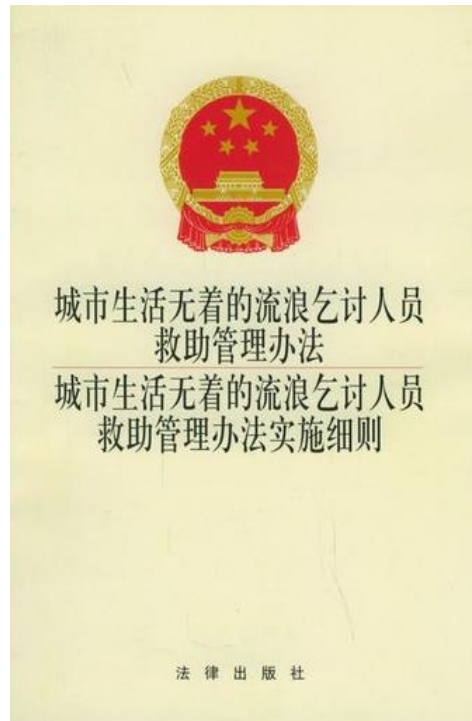 城市生活无着的流浪乞讨人员
救助管理办法
城市生活无着的流浪乞讨人员
救助管理办法实施细则
法律出版社